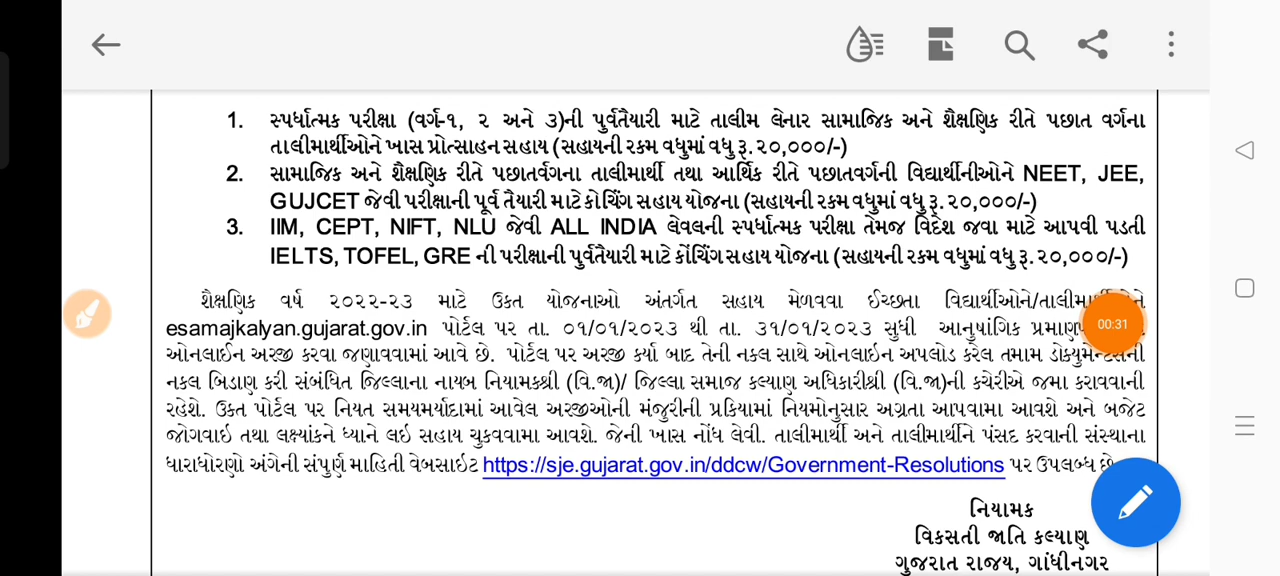 1. સ્પર્ધાત્મક પરીક્ષા (વર્ગ-૧, ૨ અને ૩)ની પુર્વતૈયારી માટે તાલીમ લેનાર સામાજિક અને શૈક્ષણિક રીતે પછાત વર્ગના
તાલીમાર્થીઓને ખાસ પ્રોત્સાહન સહાય (સહાયની રકમ વધુમાં વધુ રૂ.૨૦,૦૦૦/-)
2. સામાજિક અને શૈક્ષણિક રીતે પછાતવર્ગના તાલીમાર્થી તથા આર્થિક રીતે પછાતવર્ગની વિદ્યાર્થીનીઓને NEET, JEE,
GUJCET જેવી પરીક્ષાની પૂર્વ તૈયારી માટે કોચિંગ સહાય યોજના (સહાયની રકમ વધુમાં વધુ રૂ.૨૦,૦૦૦/-)
3. IIM, CEPT, NIFT, NLU જેવી ALL INDIA લેવલની સ્પર્ધાત્મક પરીક્ષા તેમજ વિદેશ જવા માટે આપવી પડતી
IELTS, TOFEL, GRE ની પરીક્ષાની પુર્વતૈયારી માટે કોંચિંગ સહાય યોજના (સહાયની રકમ વધુમાં વધુ રૂ.૨૦,૦૦૦/-)
શૈક્ષણિક વર્ષ ૨૦૨૨-૨૩ માટે ઉકત યોજનાઓ અંતર્ગત સહાય મેળવવા ઈચ્છતા
esamajkalyan.gujarat.gov.in પોર્ટલ પર તા. ૦૧/૦૧/૨૦૨૩ થી તા. ૩૧/૦૧/૨૦૨૩ સુધી આનુષાંગિક 00:31
ઓનલાઈન અરજી કરવા જણાવવામાં આવે છે. પોર્ટલ પર અરજી કર્યા બાદ તેની નકલ સાથે ઓનલાઈન અપલોડ કરેલ તમામ ડોક્યુમેન્ટસની
નકલ બિડાણ કરી સંબંધિત જિલ્લાના નાયબ નિયામકશ્રી (વિ.જા)/ જિલ્લા સમાજ કલ્યાણ અધિકારીશ્રી (વિ.જા)ની કચેરીએ જમા કરાવવાની
રહેશે. ઉકત પોર્ટલ પર નિયત સમયમર્યાદામાં આવેલ અરજીઓની મંજુરીની પ્રકિયામાં નિયમોનુસાર અગ્રતા આપવામા આવશે અને બજેટ
જોગવાઇ તથા લક્ષ્યાંકને ધ્યાને લઇ સહાય ચુકવવામા આવશે. જેની ખાસ નોંધ લેવી. તાલીમાર્થી અને તાલીમાર્થીને પંસદ કરવાની સંસ્થાના
ધારાધોરણો અંગેની સંપુર્ણ માહિતી વેબસાઇટ https://sje.gujarat.gov.in/ddcw/Government-Resolutions પર ઉપલબ્ધ છે
નિયામક
વિકસતી જાતિ કલ્યાણ
ગુજરાત રાજય, ગાંધીનગર